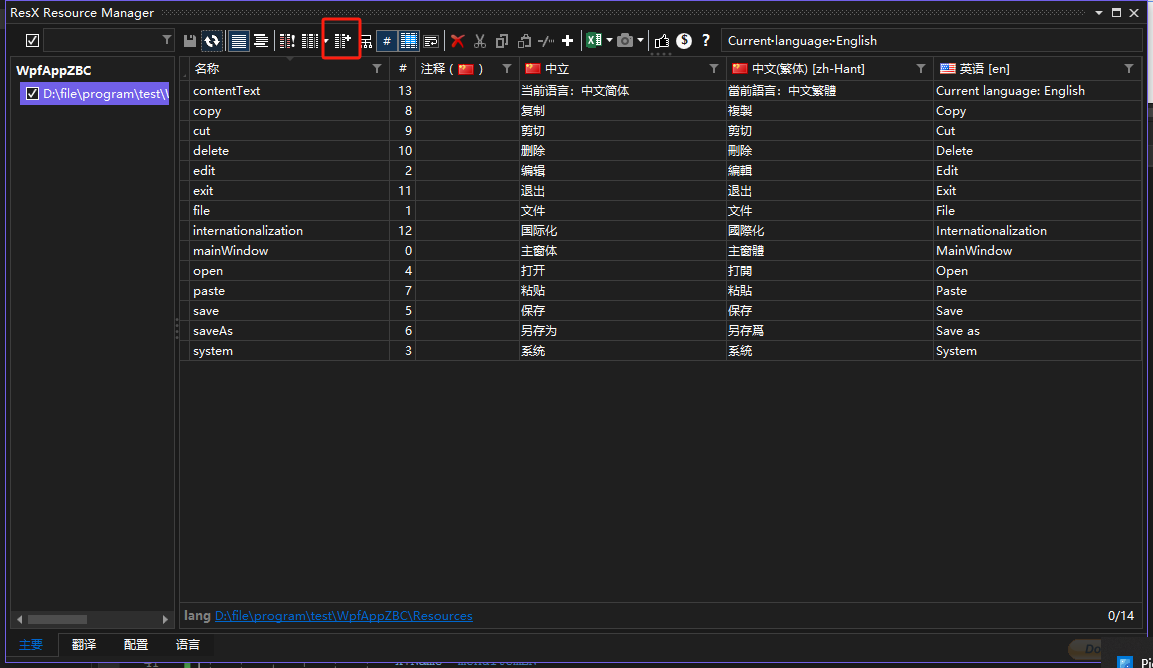 ResX Resource Manager
Current·language:·English
WpfAppZBC
D:\file\program\test\
名称 # 注释 ( ) 中立 中文(繁体) [zh-Hant] 英语 [en]
contentText 13 当前语言：中文简体 當前語言：中文繁體 Current language: English
copy 8 复制 複製 Copy
cut 9 剪切 剪切 Cut
delete 10 删除 刪除 Delete
edit 2 编辑 編輯 Edit
exit 11 退出 退出 Exit
file 1 文件 文件 File
internationalization 12 国际化 國際化 Internationalization
mainWindow 0 主窗体 主窗體 MainWindow
open 4 打开 打開 Open
paste 7 粘贴 粘貼 Paste
save 5 保存 保存 Save
saveAs 6 另存为 另存爲 Save as
system 3 系统 系統 System
lang D:\file\program\test\WpfAppZBC\Resources 0/14
主要 翻译 配置 语言